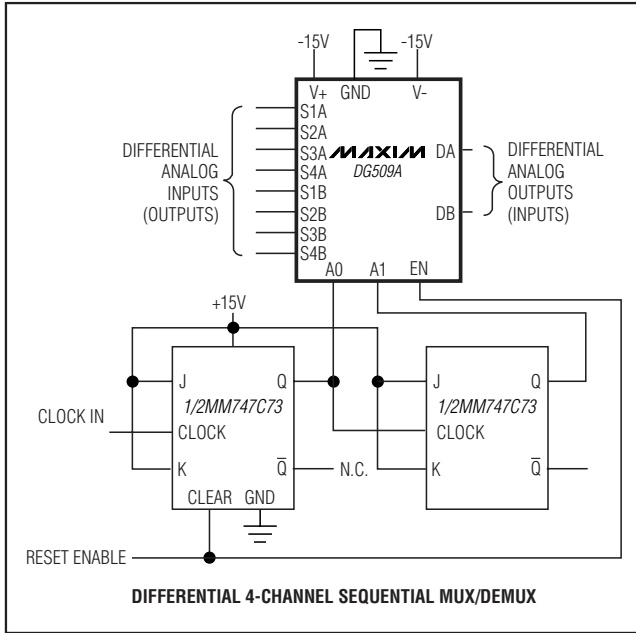 -15V -15V
V+ GND V-
S1A
S2A
S3A
S4A
S1B
S2B
S3B
S4B
MAXIM
DG509A
DA
DB
A0 A1 EN
DIFFERENTIAL
ANALOG
INPUTS
(OUTPUTS)
DIFFERENTIAL
ANALOG
OUTPUTS
(INPUTS)
+15V
J Q
1/2MM747C73
CLOCK IN
CLOCK
K Q
N.C.
CLEAR GND
J Q
1/2MM747C73
CLOCK
K Q
RESET ENABLE
DIFFERENTIAL 4-CHANNEL SEQUENTIAL MUX/DEMUX